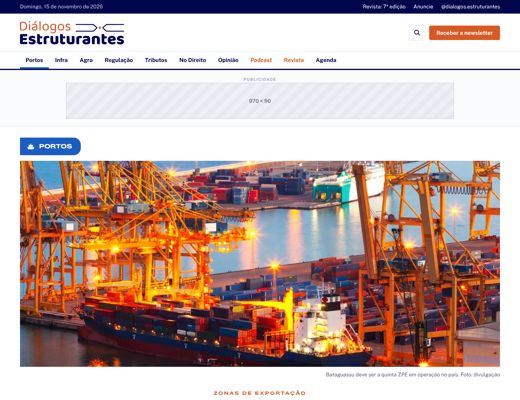 Domingo, 15 de novembro de 2026
Revista: 7ª edição Anuncie @dialogos.estruturantes
Diálogos
Estruturantes
Receber a newsletter
Portos Infra Agro Regulação Tributos No Direito Opinião Podcast Revista Agenda
PUBLICIDADE
970 × 90
PORTOS
Bataguassu deve ser a quinta ZPE em operação no país. Foto: divulgação
ZONAS DE EXPORTAÇÃO